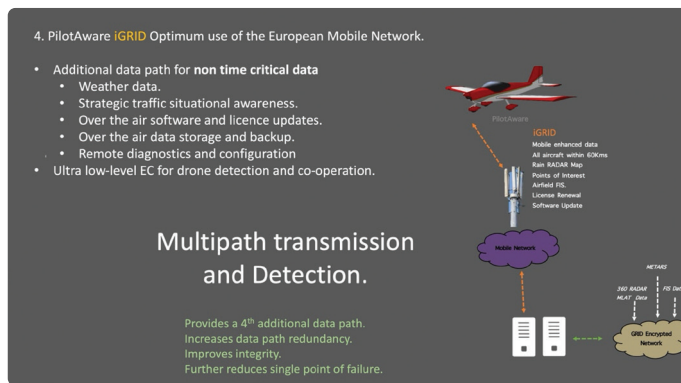 4. PilotAware iGRID Optimum use of the European Mobile Network.
• Additional data path for non time critical data
• Weather data.
• Strategic traffic situational awareness.
• Over the air software and licence updates.
• Over the air data storage and backup.
• Remote diagnostics and configuration
• Ultra low-level EC for drone detection and co-operation.
Multipath transmission
and Detection.
Provides a 4th additional data path.
Increases data path redundancy.
Improves integrity.
Further reduces single point of failure.
PilotAware
iGRID
Mobile enhanced data
All aircraft within 60Kms
Rain RADAR Map
Points of Interest
Airfield FIS.
License Renewal
Software Update
Mobile Network
METARS
360 RADAR
MLAT Data
FIS Dat
GRID Encrypted
Network